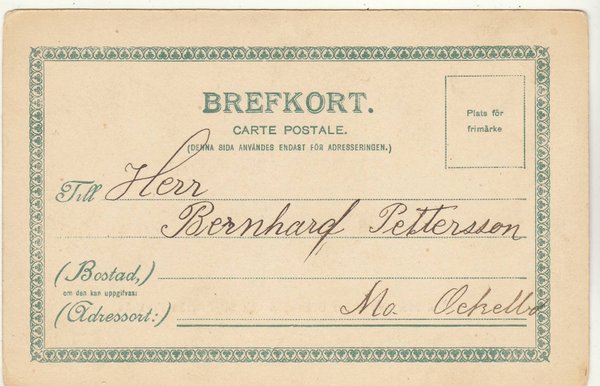 BREFKORT.
CARTE POSTALE.
(DENNA SIDA ANVÄNDES ENDAST FÖR ADRESSERINGEN.)
Plats för
frimärke
Till Herr
Bernhard Pettersson
(Bostad,)
om den kan uppgifvas:
(Adressort:) Mo. Ockelbo